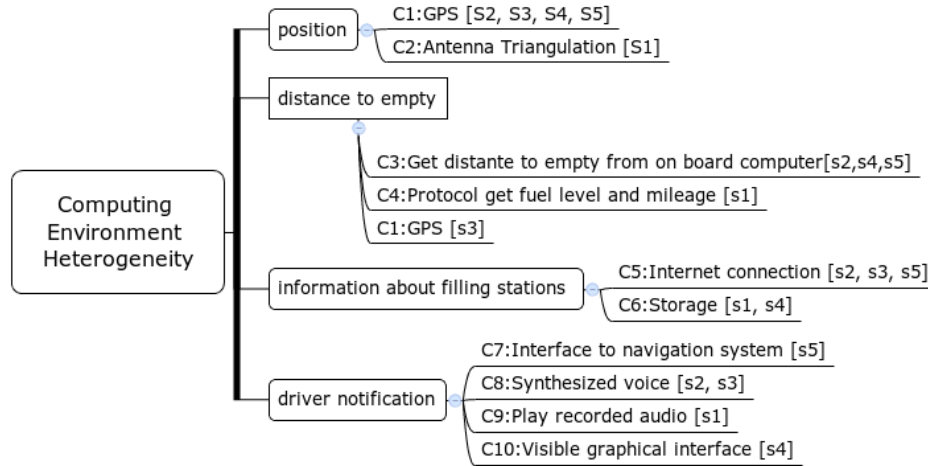 Computing
Environment
Heterogeneity
position
C1:GPS [S2, S3, S4, S5]
C2:Antenna Triangulation [S1]
distance to empty
C3:Get distante to empty from on board computer[s2,s4,s5]
C4:Protocol get fuel level and mileage [s1]
C1:GPS [s3]
information about filling stations
C5:Internet connection [s2, s3, s5]
C6:Storage [s1, s4]
driver notification
C7:Interface to navigation system [s5]
C8:Synthesized voice [s2, s3]
C9:Play recorded audio [s1]
C10:Visible graphical interface [s4]